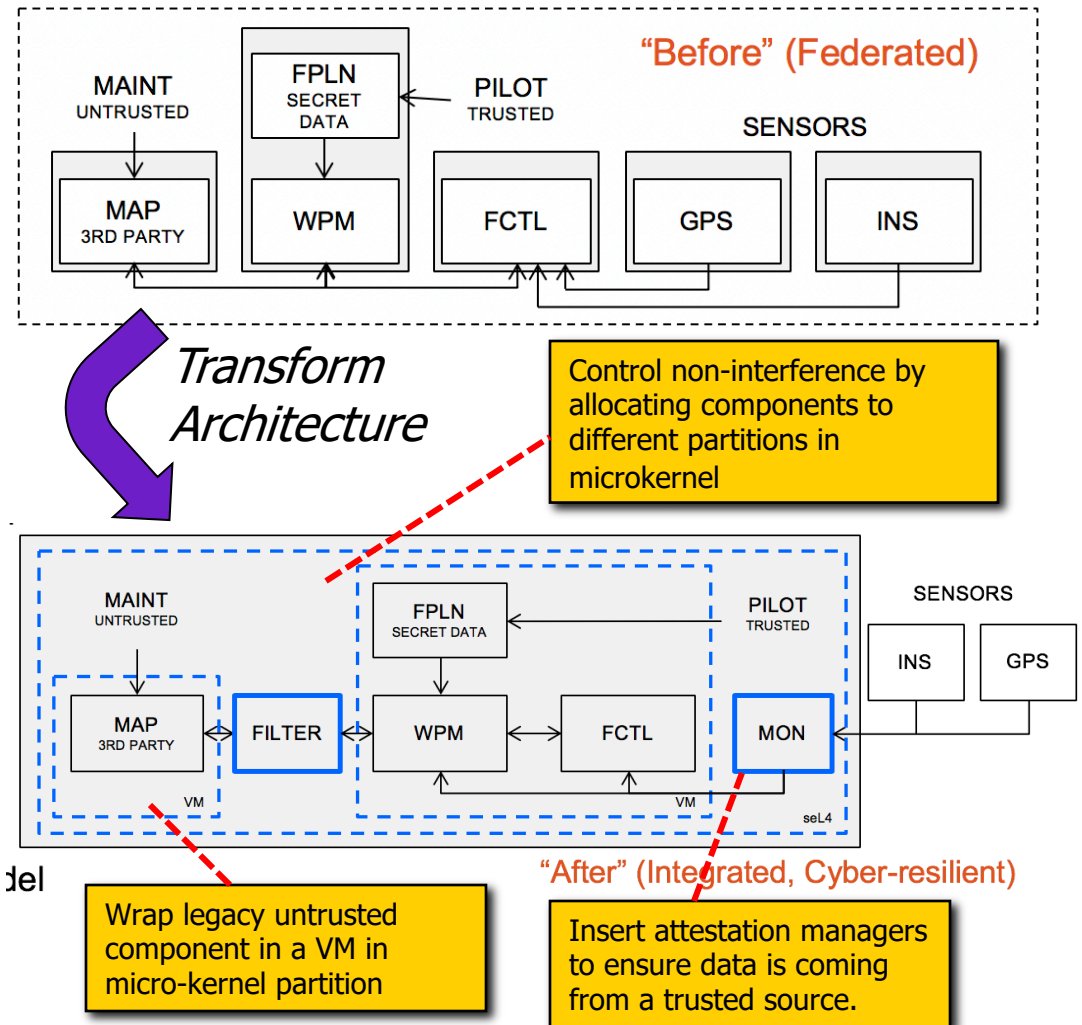 “Before” (Federated)
MAINT
UNTRUSTED
FPLN
SECRET
DATA
PILOT
TRUSTED
SENSORS
MAP
3RD PARTY
WPM
FCTL
GPS
INS
Transform
Architecture
Control non-interference by
allocating components to
different partitions in
microkernel
MAINT
UNTRUSTED
FPLN
SECRET DATA
PILOT
TRUSTED
SENSORS
INS
GPS
MAP
3RD PARTY
FILTER
WPM
FCTL
MON
VM
VM
seL4
del
“After” (Integrated, Cyber-resilient)
Wrap legacy untrusted
component in a VM in
micro-kernel partition
Insert attestation managers
to ensure data is coming
from a trusted source.